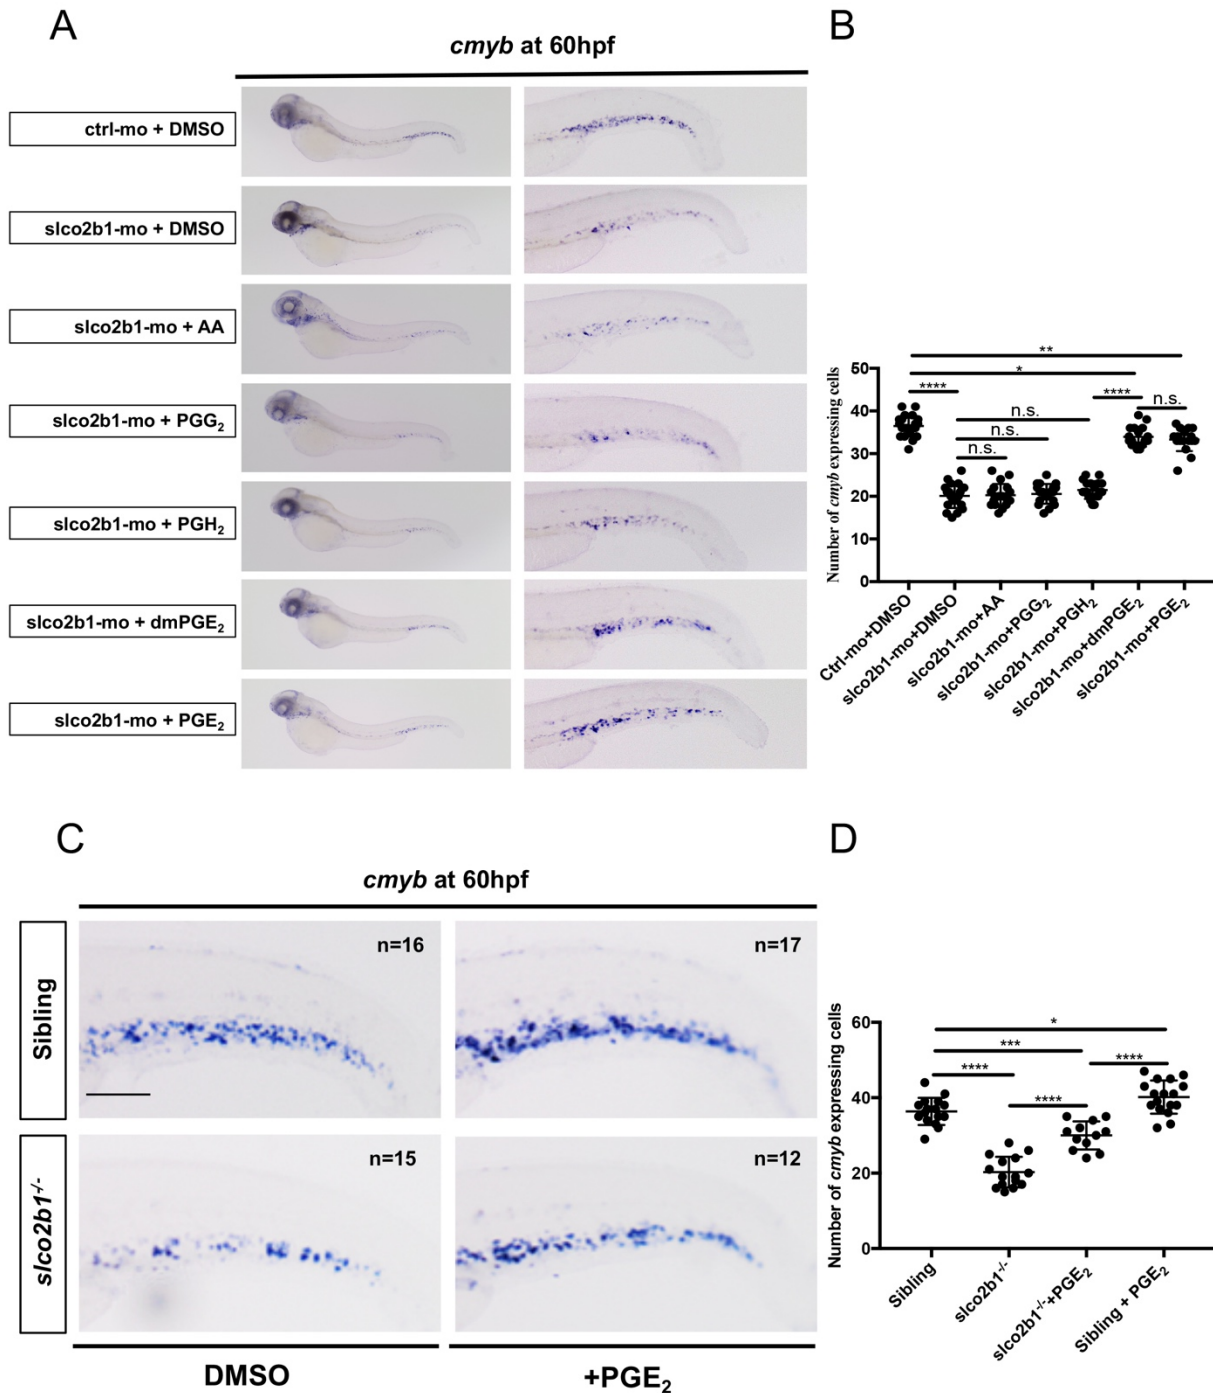 A
cmyb at 60hpf
ctrl-mo + DMSO
slco2b1-mo + DMSO
slco2b1-mo + AA
slco2b1-mo + PGG₂
slco2b1-mo + PGH₂
slco2b1-mo + dmPGE₂
slco2b1-mo + PGE₂
B
Number of cmyb expressing cells
50
40
30
20
10
0
**
*
****
n.s.
n.s.
n.s.
****
n.s.
Ctrl-mo+DMSO
slco2b1-mo+DMSO
slco2b1-mo+AA
slco2b1-mo+PGG₂
slco2b1-mo+PGH₂
slco2b1-mo+dmPGE₂
slco2b1-mo+PGE₂
C
cmyb at 60hpf
Sibling
n=16
n=17
slco2b1⁻/⁻
n=15
n=12
DMSO
+PGE₂
D
Number of cmyb expressing cells
60
40
20
0
*
***
****
****
****
Sibling
slco2b1⁻/⁻
slco2b1⁻/⁻+PGE₂
Sibling + PGE₂